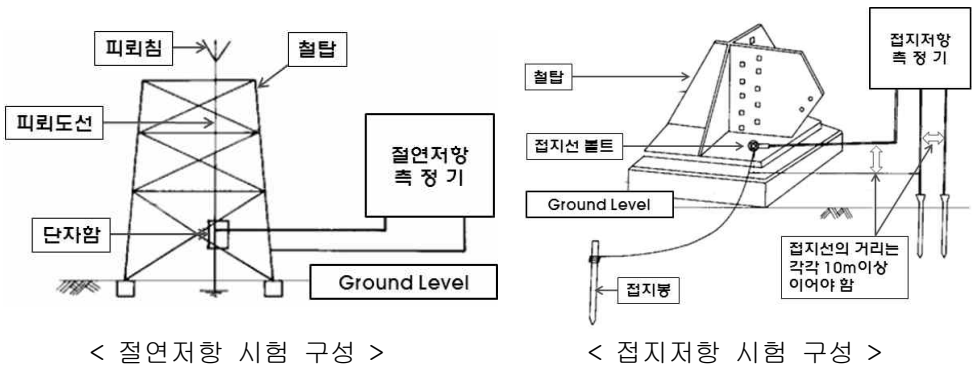 피뢰침
철탑
피뢰도선
절연저항
측 정 기
단자함
Ground Level
< 절연저항 시험 구성 >
접지저항
측 정 기
철탑
접지선 볼트
Ground Level
접지선의 거리는
각각 10m이상
이어야 함
접지봉
< 접지저항 시험 구성 >